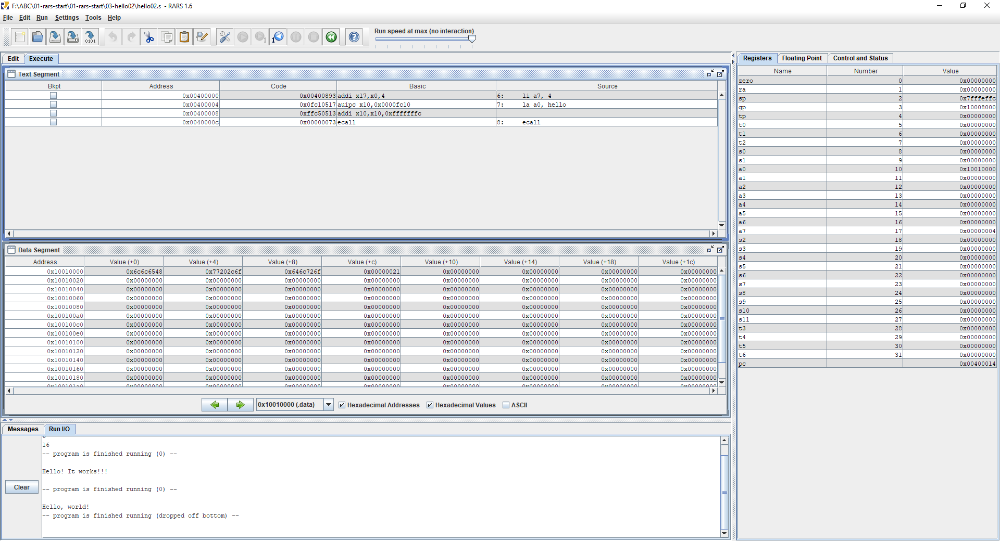 F:\ABC\01-rars-start\01-rars-start\03-hello02\hello02.s - RARS 1.6
File Edit Run Settings Tools Help
Run speed at max (no interaction)
Edit Execute
Text Segment
Bkpt Address Code Basic Source
0x00400000 0x00400893 addi x17,x0,4 6: li a7, 4
0x00400004 0x0fc10517 auipc x10,0x0000fc10 7: la a0, hello
0x00400008 0xffc50513 addi x10,x10,0xfffffffc
0x0040000c 0x00000073 ecall 8: ecall
Data Segment
Address Value (+0) Value (+4) Value (+8) Value (+c) Value (+10) Value (+14) Value (+18) Value (+1c)
0x10010000 0x6c6c6548 0x77202c6f 0x646c726f 0x00000021 0x00000000 0x00000000 0x00000000 0x00000000
0x10010020 0x00000000 0x00000000 0x00000000 0x00000000 0x00000000 0x00000000 0x00000000 0x00000000
0x10010040 0x00000000 0x00000000 0x00000000 0x00000000 0x00000000 0x00000000 0x00000000 0x00000000
0x10010060 0x00000000 0x00000000 0x00000000 0x00000000 0x00000000 0x00000000 0x00000000 0x00000000
0x10010080 0x00000000 0x00000000 0x00000000 0x00000000 0x00000000 0x00000000 0x00000000 0x00000000
0x100100a0 0x00000000 0x00000000 0x00000000 0x00000000 0x00000000 0x00000000 0x00000000 0x00000000
0x100100c0 0x00000000 0x00000000 0x00000000 0x00000000 0x00000000 0x00000000 0x00000000 0x00000000
0x100100e0 0x00000000 0x00000000 0x00000000 0x00000000 0x00000000 0x00000000 0x00000000 0x00000000
0x10010100 0x00000000 0x00000000 0x00000000 0x00000000 0x00000000 0x00000000 0x00000000 0x00000000
0x10010120 0x00000000 0x00000000 0x00000000 0x00000000 0x00000000 0x00000000 0x00000000 0x00000000
0x10010140 0x00000000 0x00000000 0x00000000 0x00000000 0x00000000 0x00000000 0x00000000 0x00000000
0x10010160 0x00000000 0x00000000 0x00000000 0x00000000 0x00000000 0x00000000 0x00000000 0x00000000
0x10010180 0x00000000 0x00000000 0x00000000 0x00000000 0x00000000 0x00000000 0x00000000 0x00000000
0x10010000 (.data) Hexadecimal Addresses Hexadecimal Values ASCII
Messages Run I/O
Clear
16
-- program is finished running (0) --
Hello! It works!!!
-- program is finished running (0) --
Hello, world!
-- program is finished running (dropped off bottom) --
Registers Floating Point Control and Status
Name Number Value
zero 0 0x00000000
ra 1 0x00000000
sp 2 0x7fffeffc
gp 3 0x10008000
tp 4 0x00000000
t0 5 0x00000000
t1 6 0x00000000
t2 7 0x00000000
s0 8 0x00000000
s1 9 0x00000000
a0 10 0x10010000
a1 11 0x00000000
a2 12 0x00000000
a3 13 0x00000000
a4 14 0x00000000
a5 15 0x00000000
a6 16 0x00000000
a7 17 0x00000004
s2 18 0x00000000
s3 19 0x00000000
s4 20 0x00000000
s5 21 0x00000000
s6 22 0x00000000
s7 23 0x00000000
s8 24 0x00000000
s9 25 0x00000000
s10 26 0x00000000
s11 27 0x00000000
t3 28 0x00000000
t4 29 0x00000000
t5 30 0x00000000
t6 31 0x00000000
pc 0x00400014